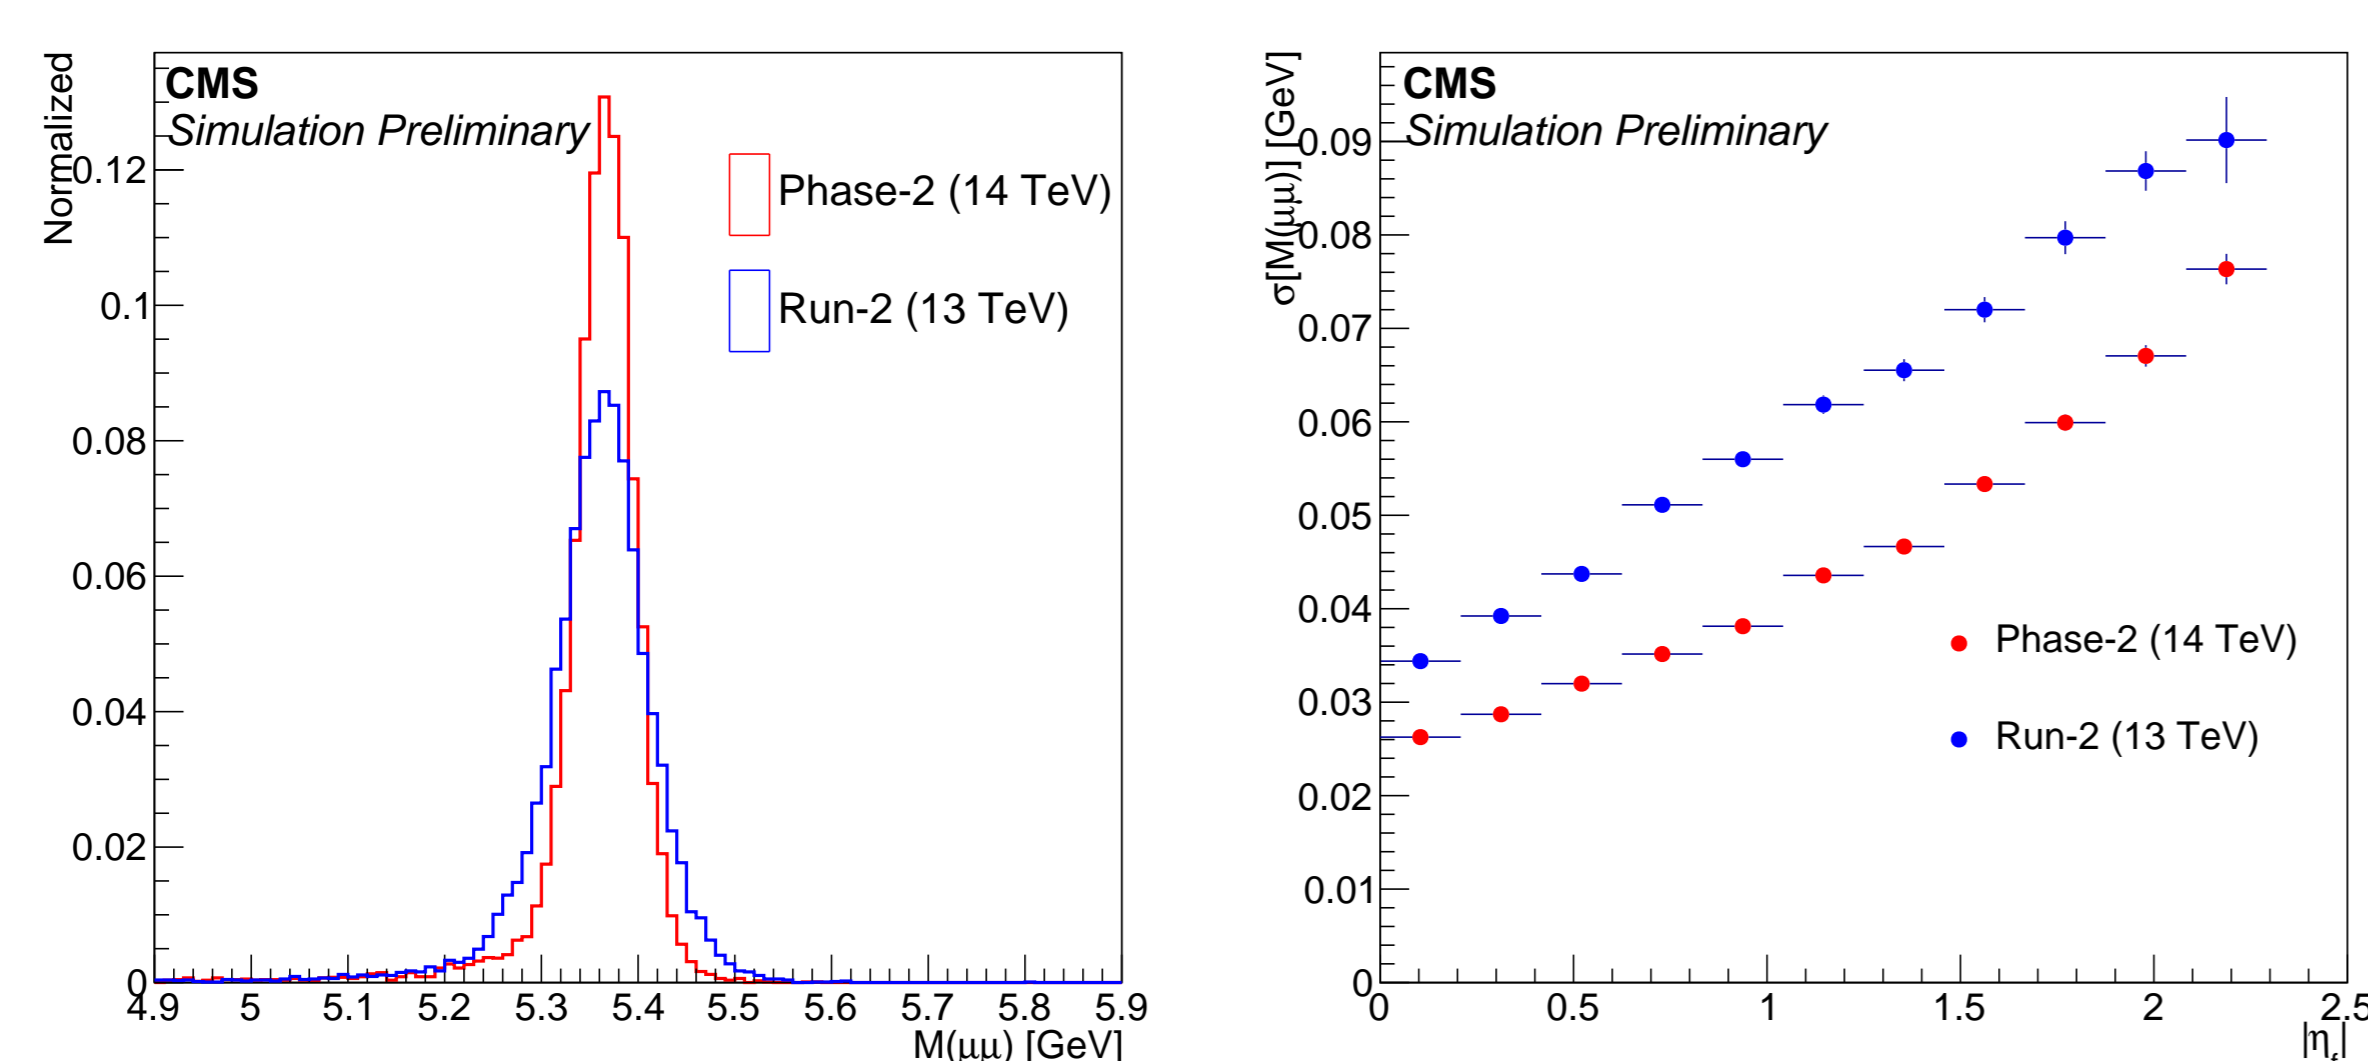 CMS
Simulation Preliminary
Normalized
Phase-2 (14 TeV)
Run-2 (13 TeV)
0.12
0.1
0.08
0.06
0.04
0.02
0
4.9 5 5.1 5.2 5.3 5.4 5.5 5.6 5.7 5.8 5.9
M(μμ) [GeV]
CMS
Simulation Preliminary
σ[M(μμ)] [GeV]
0.09
0.08
0.07
0.06
0.05
0.04
0.03
0.02
0.01
0
Phase-2 (14 TeV)
Run-2 (13 TeV)
0 0.5 1 1.5 2 2.5
|η_f|